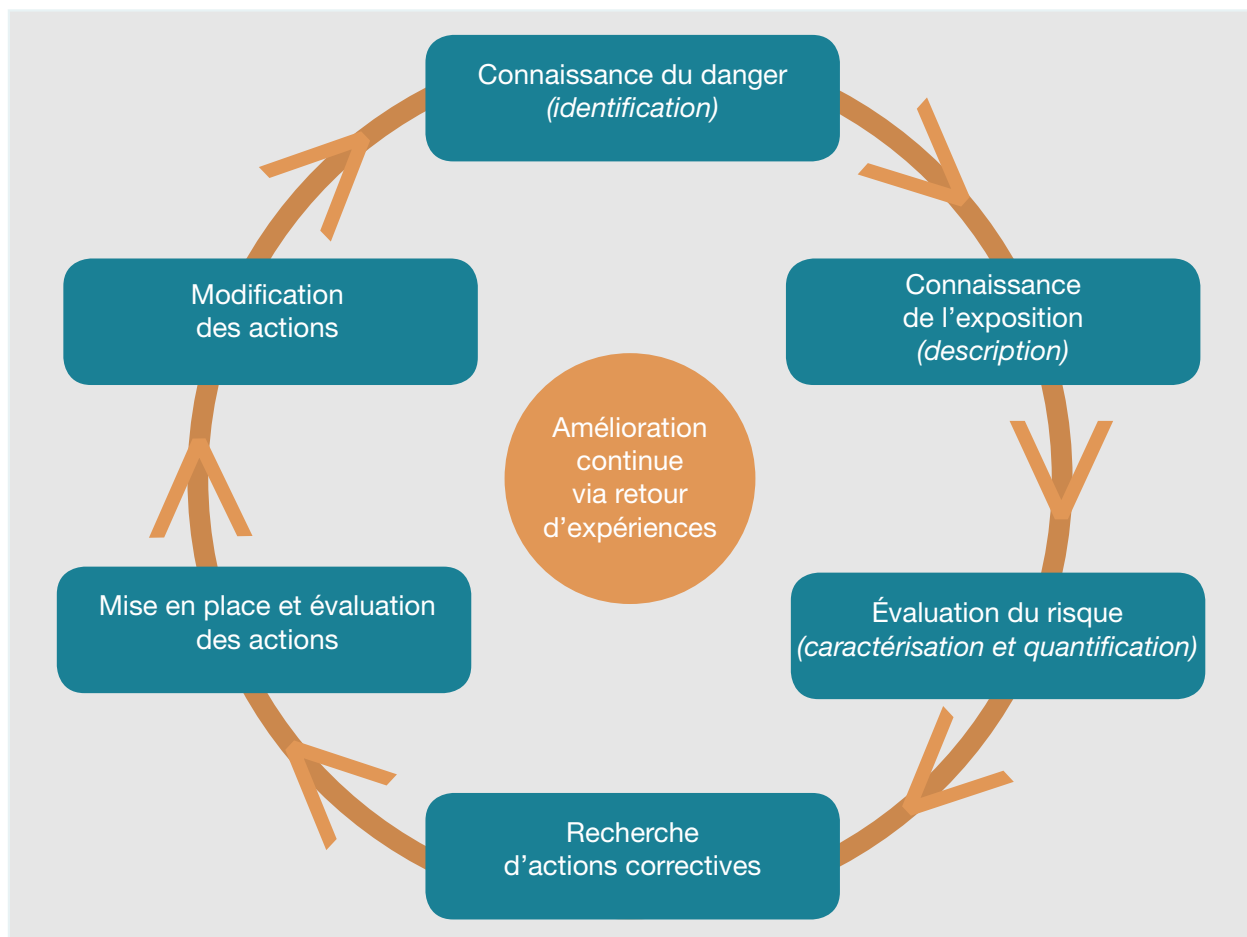 Connaissance du danger
(identification)
Connaissance
de l’exposition
(description)
Évaluation du risque
(caractérisation et quantification)
Recherche
d’actions correctives
Mise en place et évaluation
des actions
Modification
des actions
Amélioration
continue
via retour
d’expériences